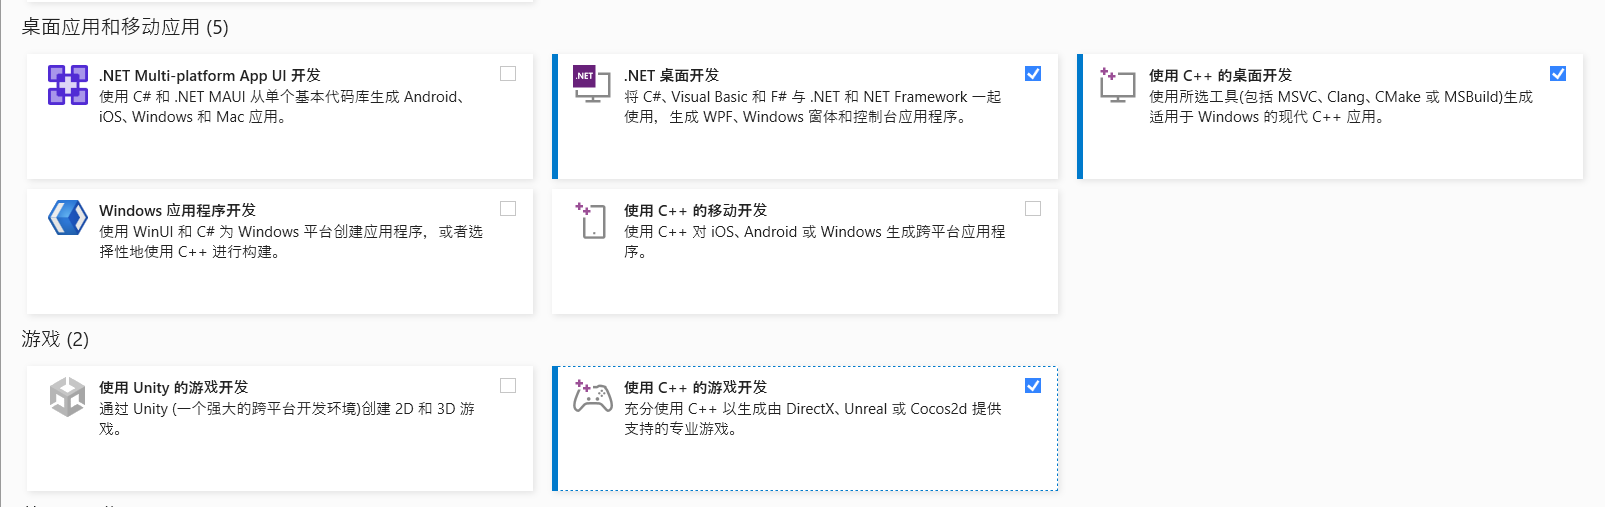 桌面应用和移动应用 (5)
.NET Multi-platform App UI 开发
使用 C# 和 .NET MAUI 从单个基本代码库生成 Android、
iOS、Windows 和 Mac 应用。
.NET
.NET 桌面开发
将 C#、Visual Basic 和 F# 与 .NET 和 NET Framework 一起
使用，生成 WPF、Windows 窗体和控制台应用程序。
使用 C++ 的桌面开发
使用所选工具(包括 MSVC、Clang、CMake 或 MSBuild)生成
适用于 Windows 的现代 C++ 应用。
Windows 应用程序开发
使用 WinUI 和 C# 为 Windows 平台创建应用程序，或者选
择性地使用 C++ 进行构建。
使用 C++ 的移动开发
使用 C++ 对 iOS、Android 或 Windows 生成跨平台应用程
序。
游戏 (2)
使用 Unity 的游戏开发
通过 Unity (一个强大的跨平台开发环境)创建 2D 和 3D 游
戏。
使用 C++ 的游戏开发
充分使用 C++ 以生成由 DirectX、Unreal 或 Cocos2d 提供
支持的专业游戏。